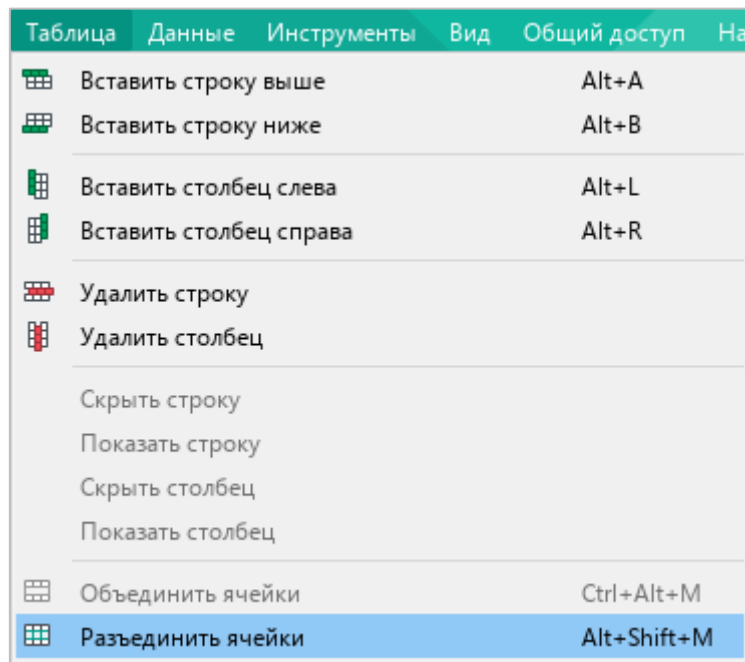 Таблица Данные Инструменты Вид Общий доступ На
Вставить строку выше Alt+A
Вставить строку ниже Alt+B
Вставить столбец слева Alt+L
Вставить столбец справа Alt+R
Удалить строку
Удалить столбец
Скрыть строку
Показать строку
Скрыть столбец
Показать столбец
Объединить ячейки Ctrl+Alt+M
Разъединить ячейки Alt+Shift+M